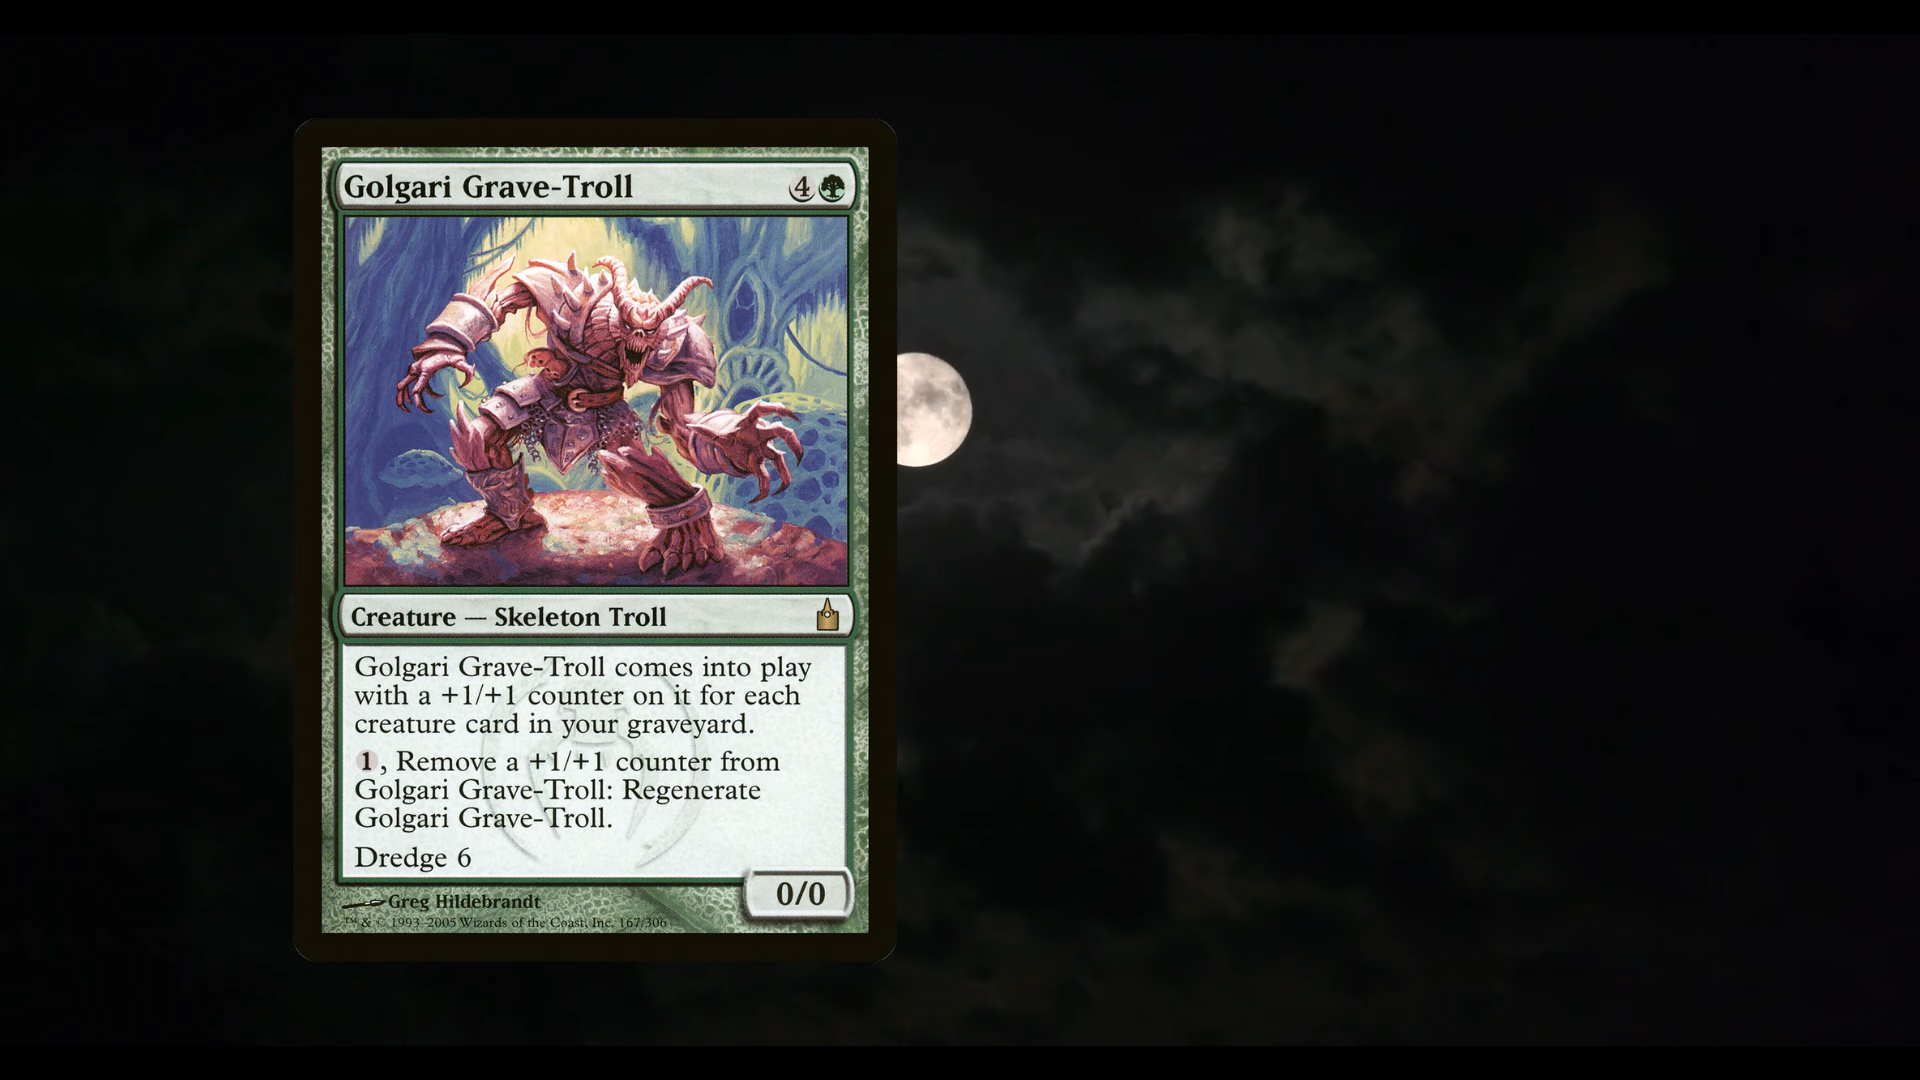 Golgari Grave-Troll 4
Creature — Skeleton Troll
Golgari Grave-Troll comes into play
with a +1/+1 counter on it for each
creature card in your graveyard.
1, Remove a +1/+1 counter from
Golgari Grave-Troll: Regenerate
Golgari Grave-Troll.
Dredge 6
0/0
Greg Hildebrandt
™ & © 1993–2005 Wizards of the Coast, Inc. 167/306